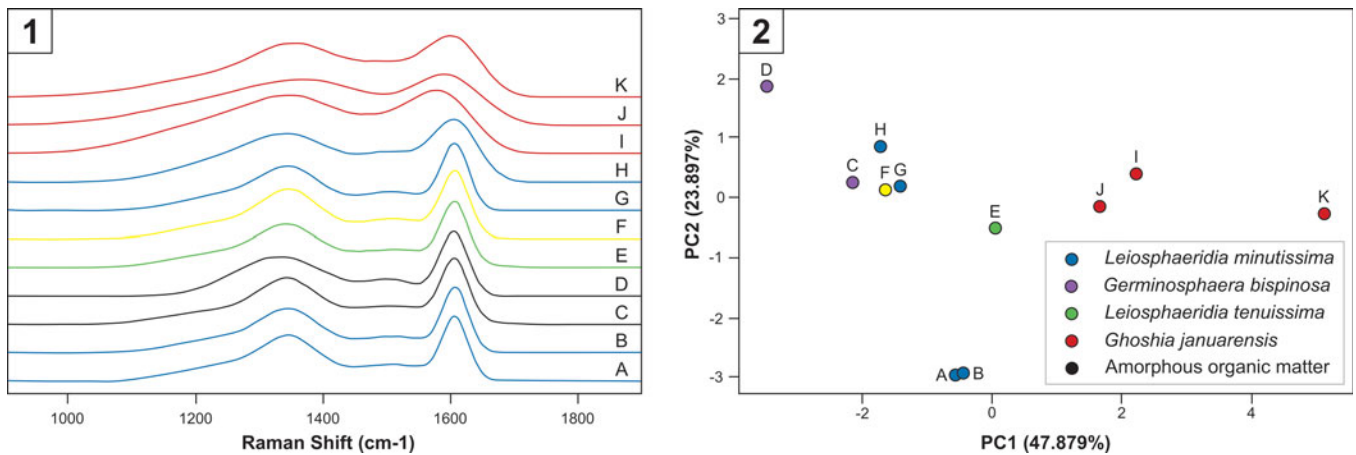 1
K
J
I
H
G
F
E
D
C
B
A
1000 1200 1400 1600 1800
Raman Shift (cm-1)
2
3
2
1
0
-1
-2
-3
PC2 (23.897%)
D
H
C
F
G
I
J
K
E
A
B
Leiosphaeridia minutissima
Germinosphaera bispinosa
Leiosphaeridia tenuissima
Ghoshia januarensis
Amorphous organic matter
-2 0 2 4
PC1 (47.879%)